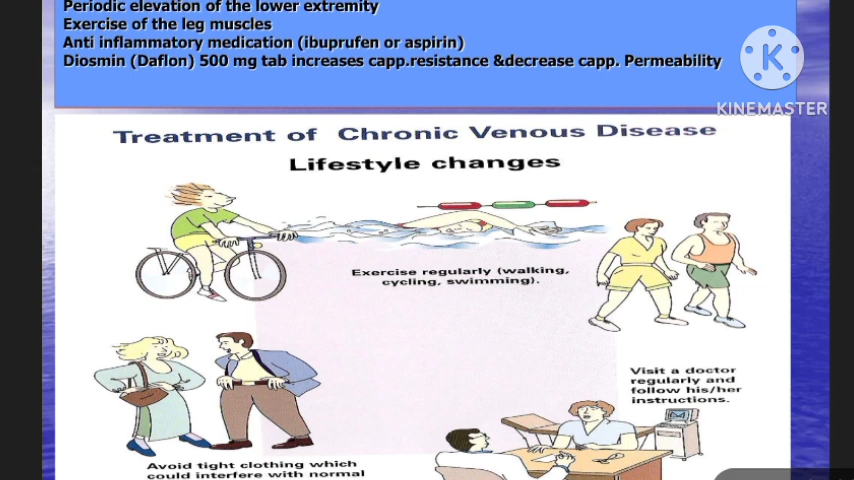 Periodic elevation of the lower extremity
Exercise of the leg muscles
Anti inflammatory medication (ibuprufen or aspirin)
Diosmin (Daflon) 500 mg tab increases capp.resistance &decrease capp. Permeability
KINEMASTER
Treatment of Chronic Venous Disease
Lifestyle changes
Exercise regularly (walking,
cycling, swimming).
Visit a doctor
regularly and
follow his/her
instructions.
Avoid tight clothing which
could interfere with normal